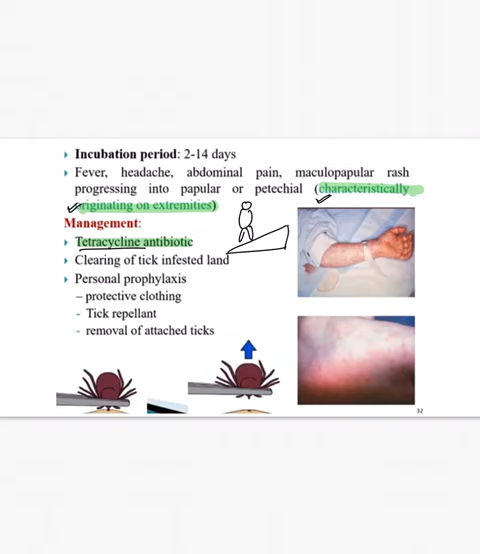 Incubation period: 2-14 days
Fever, headache, abdominal pain, maculopapular rash
progressing into papular or petechial (characteristically
originating on extremities)
Management:
Tetracycline antibiotic
Clearing of tick infested land
Personal prophylaxis
– protective clothing
- Tick repellant
- removal of attached ticks
32